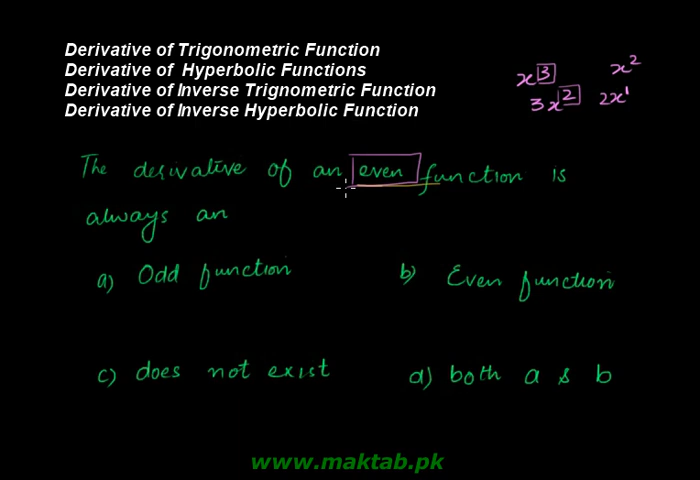 Derivative of Trigonometric Function
Derivative of Hyperbolic Functions
Derivative of Inverse Trignometric Function
Derivative of Inverse Hyperbolic Function
x³ x²
3x² 2x¹
The derivative of an even function is
always an
a) Odd function b) Even function
c) does not exist d) both a & b
www.maktab.pk